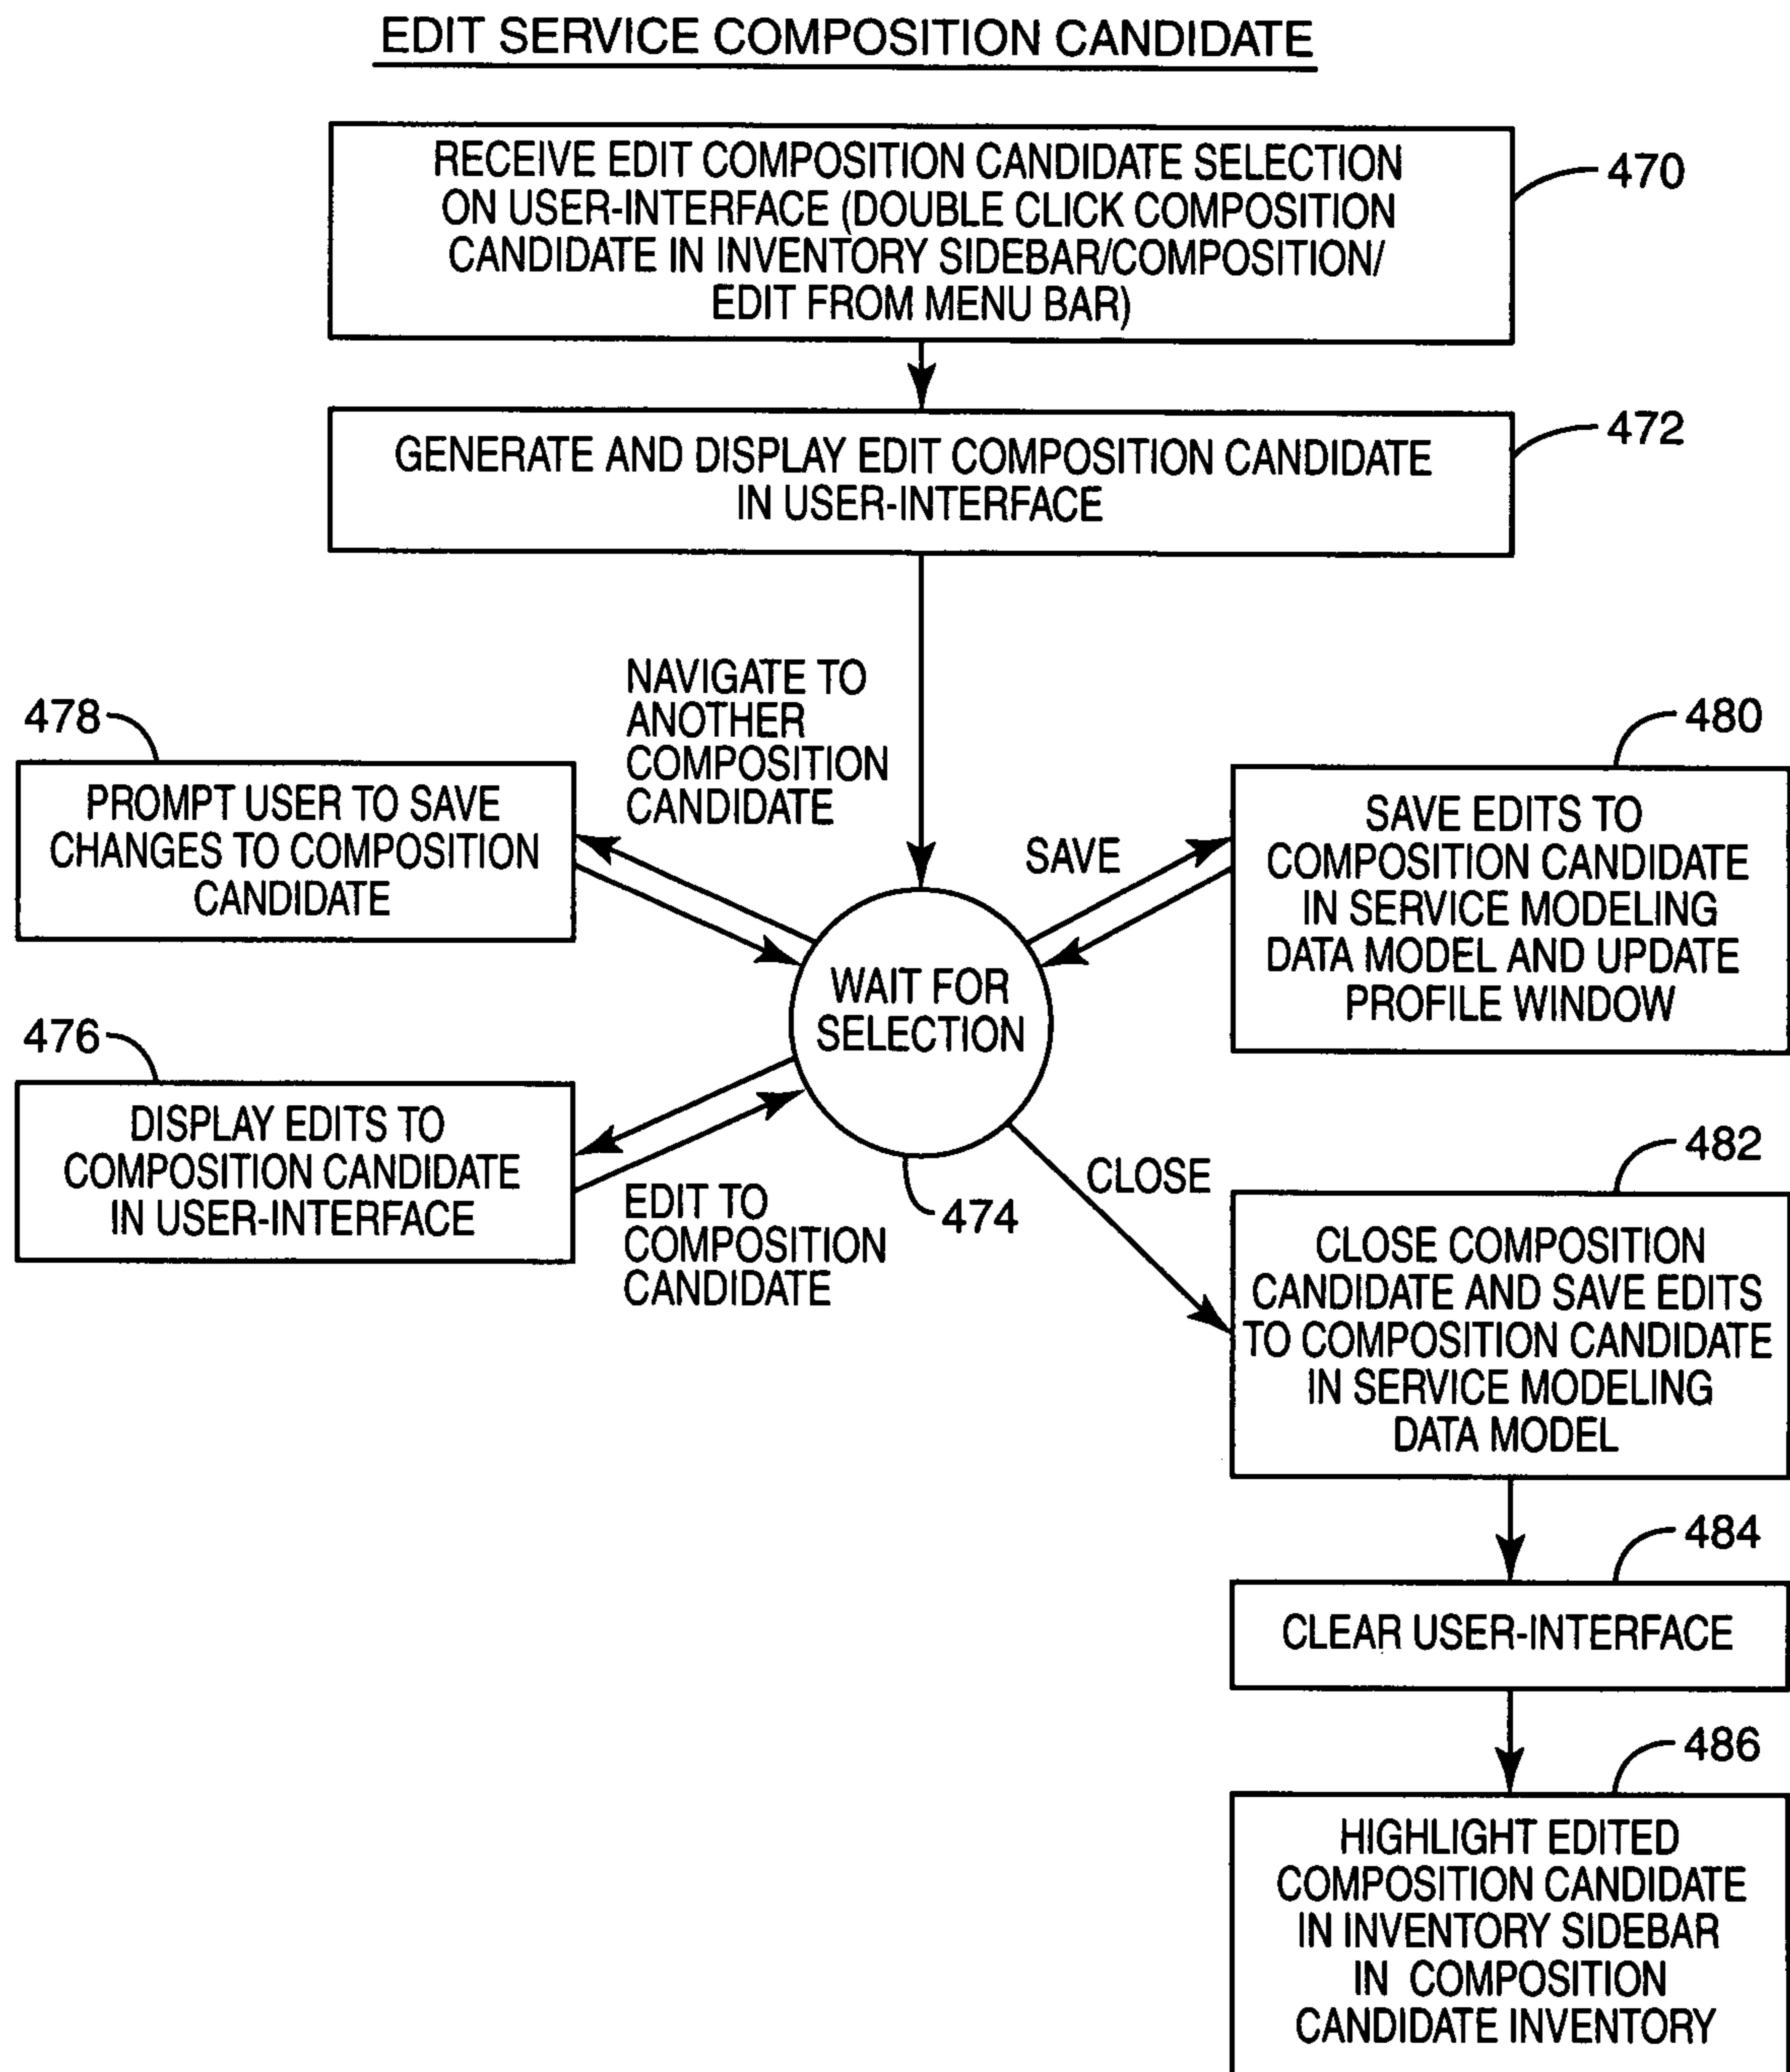 EDIT SERVICE COMPOSITION CANDIDATE
RECEIVE EDIT COMPOSITION CANDIDATE SELECTION
ON USER-INTERFACE (DOUBLE CLICK COMPOSITION
CANDIDATE IN INVENTORY SIDEBAR/COMPOSITION/
EDIT FROM MENU BAR)
470
GENERATE AND DISPLAY EDIT COMPOSITION CANDIDATE
IN USER-INTERFACE
472
NAVIGATE TO
ANOTHER
COMPOSITION
CANDIDATE
478
PROMPT USER TO SAVE
CHANGES TO COMPOSITION
CANDIDATE
SAVE
480
SAVE EDITS TO
COMPOSITION CANDIDATE
IN SERVICE MODELING
DATA MODEL AND UPDATE
PROFILE WINDOW
WAIT FOR
SELECTION
474
476
DISPLAY EDITS TO
COMPOSITION CANDIDATE
IN USER-INTERFACE
EDIT TO
COMPOSITION
CANDIDATE
CLOSE
482
CLOSE COMPOSITION
CANDIDATE AND SAVE EDITS
TO COMPOSITION CANDIDATE
IN SERVICE MODELING
DATA MODEL
484
CLEAR USER-INTERFACE
486
HIGHLIGHT EDITED
COMPOSITION CANDIDATE
IN INVENTORY SIDEBAR
IN COMPOSITION
CANDIDATE INVENTORY